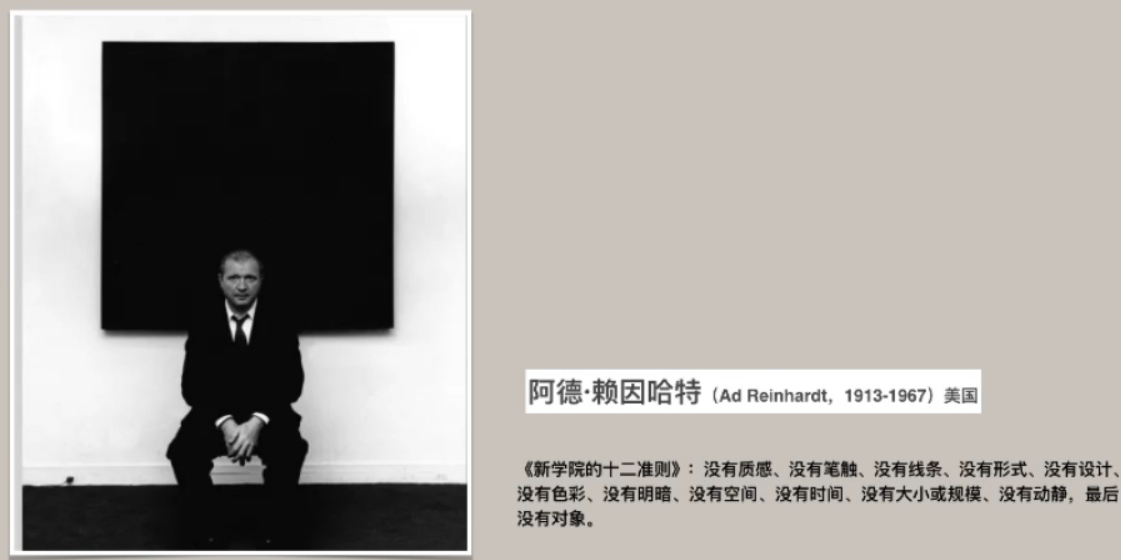 阿德·赖因哈特（Ad Reinhardt，1913-1967）美国
《新学院的十二准则》：没有质感、没有笔触、没有线条、没有形式、没有设计、
没有色彩、没有明暗、没有空间、没有时间、没有大小或规模、没有动静，最后
没有对象。